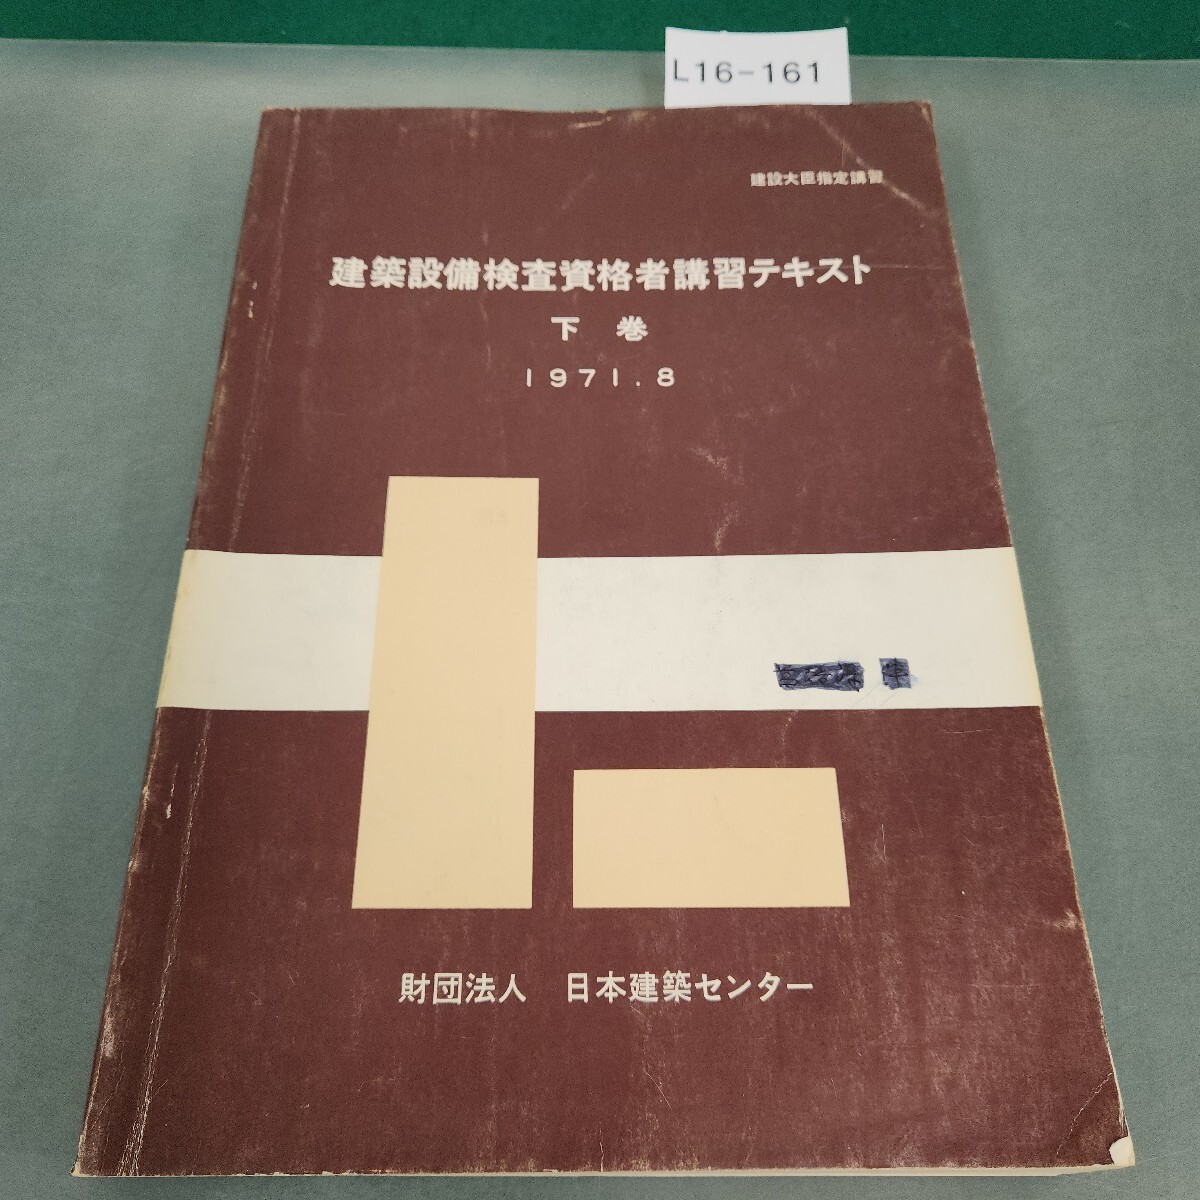 L16-161
建設大臣指定講習
建築設備検査資格者講習テキスト
下 巻
1971.8
財団法人 日本建築センター